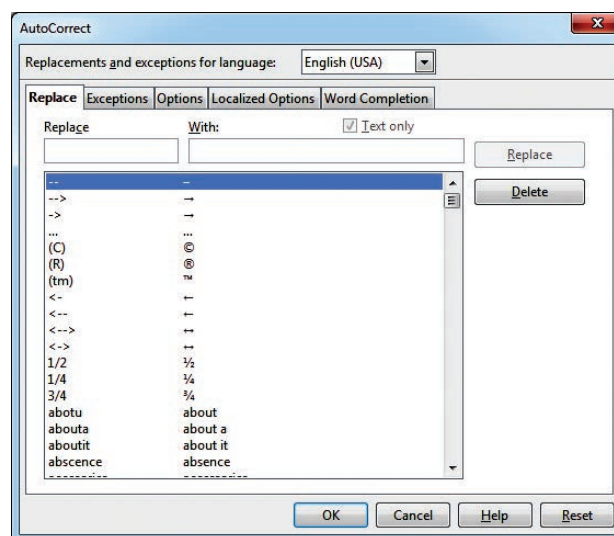 AutoCorrect
Replacements and exceptions for language: English (USA)
Replace Exceptions Options Localized Options Word Completion
Replace With: Text only
Replace
-- –
Delete
--> →
-> →
... ...
(C) ©
(R) ®
(tm) ™
<- ←
<-- ←
<--> ↔
<-> ↔
1/2 ½
1/4 ¼
3/4 ¾
abotu about
abouta about a
aboutit about it
abscence absence
OK Cancel Help Reset